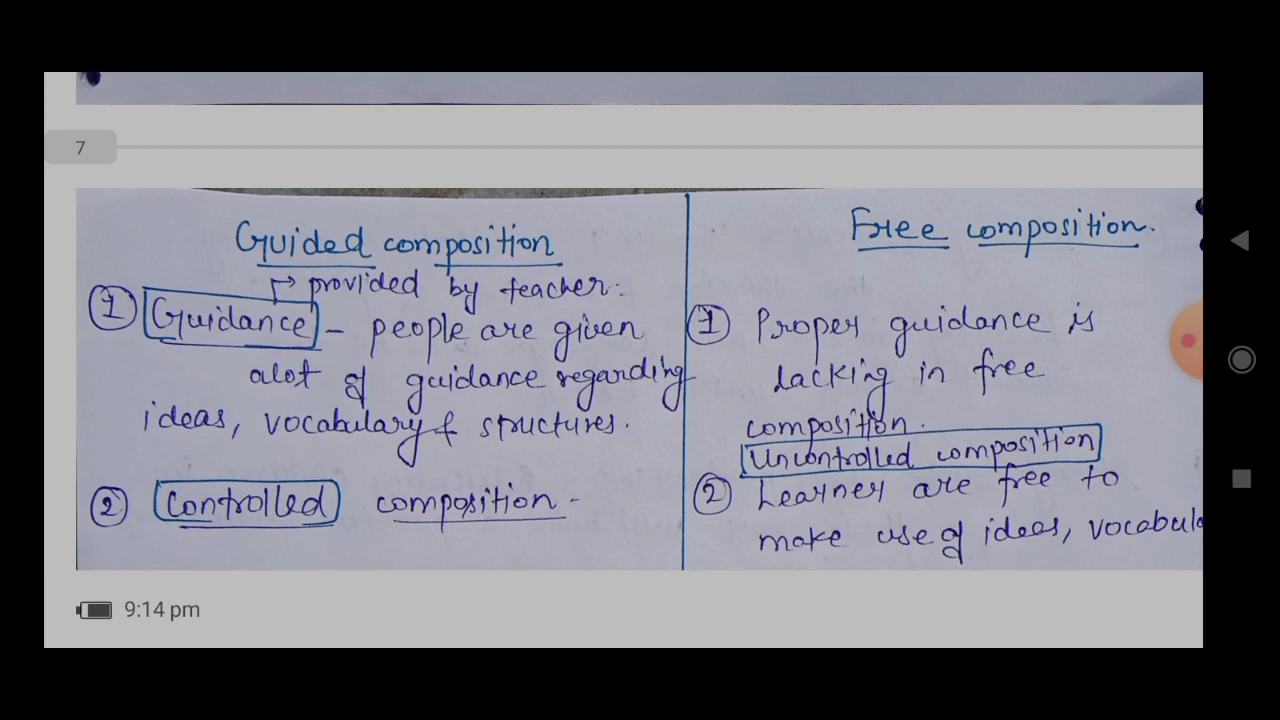 7
Guided composition
→ provided by teacher.
① Guidance – people are given
alot of guidance regarding
ideas, vocabulary & structures.
② Controlled composition -
Free composition.
① Proper guidance is
lacking in free
composition.
Uncontrolled composition
② Learner are free to
make use of ideas, vocabula
9:14 pm